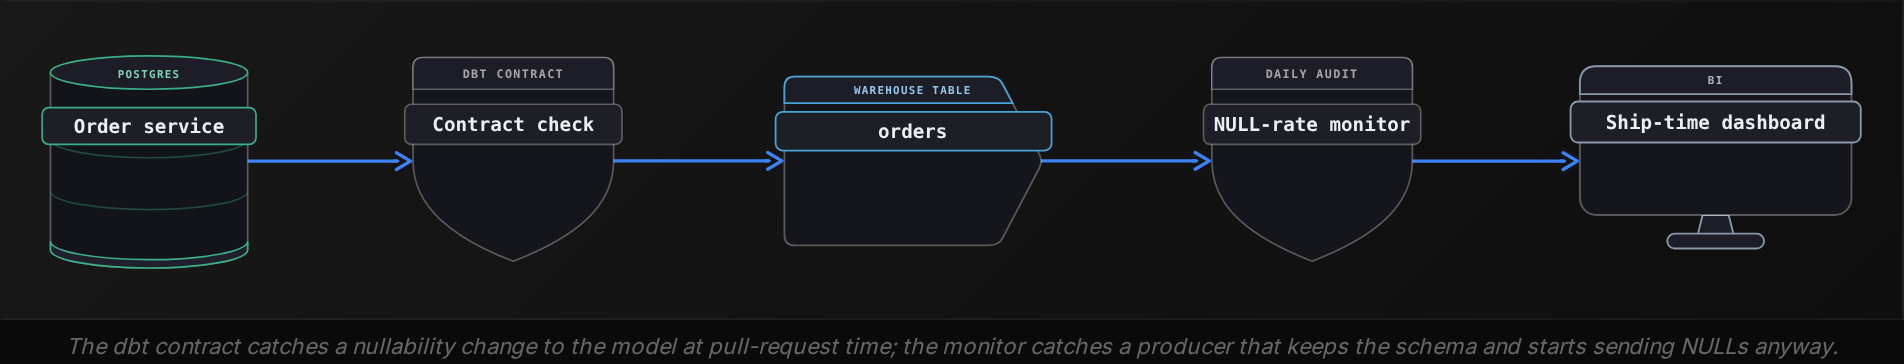 POSTGRES
Order service
DBT CONTRACT
Contract check
WAREHOUSE TABLE
orders
DAILY AUDIT
NULL-rate monitor
BI
Ship-time dashboard
The dbt contract catches a nullability change to the model at pull-request time; the monitor catches a producer that keeps the schema and starts sending NULLs anyway.